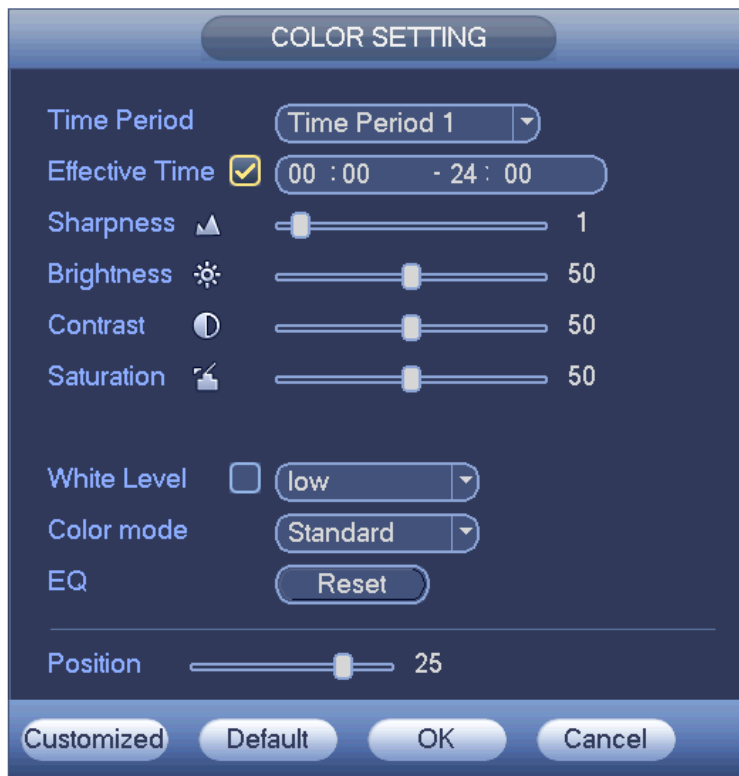 COLOR SETTING
Time Period Time Period 1
Effective Time 00 :00 - 24 : 00
Sharpness 1
Brightness 50
Contrast 50
Saturation 50
White Level low
Color mode Standard
EQ Reset
Position 25
Customized Default OK Cancel